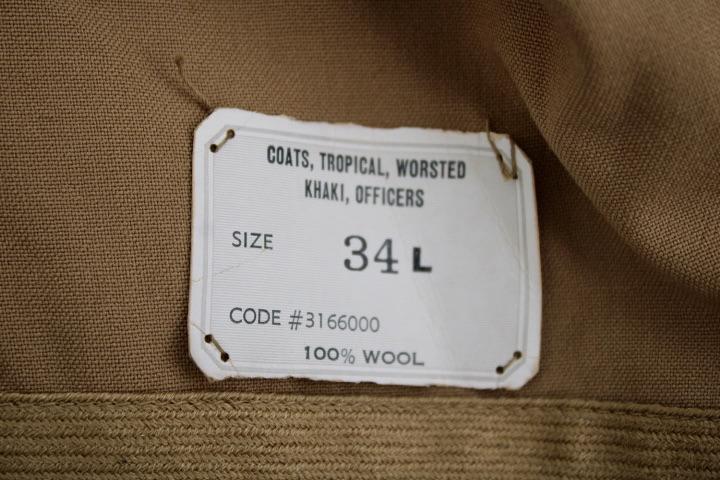 COATS, TROPICAL, WORSTED
KHAKI, OFFICERS
SIZE 34 L
CODE #3166000
100% WOOL